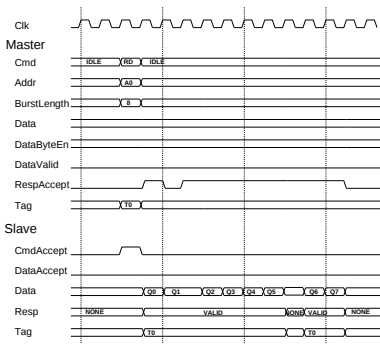 Clk
Master
Cmd IDLE RD IDLE
Addr A0
BurstLength 8
Data
DataByteEn
DataValid
RespAccept
Tag T0
Slave
CmdAccept
DataAccept
Data Q0 Q1 Q2 Q3 Q4 Q5 Q6 Q7
Resp NONE VALID NONE VALID NONE
Tag T0 T0